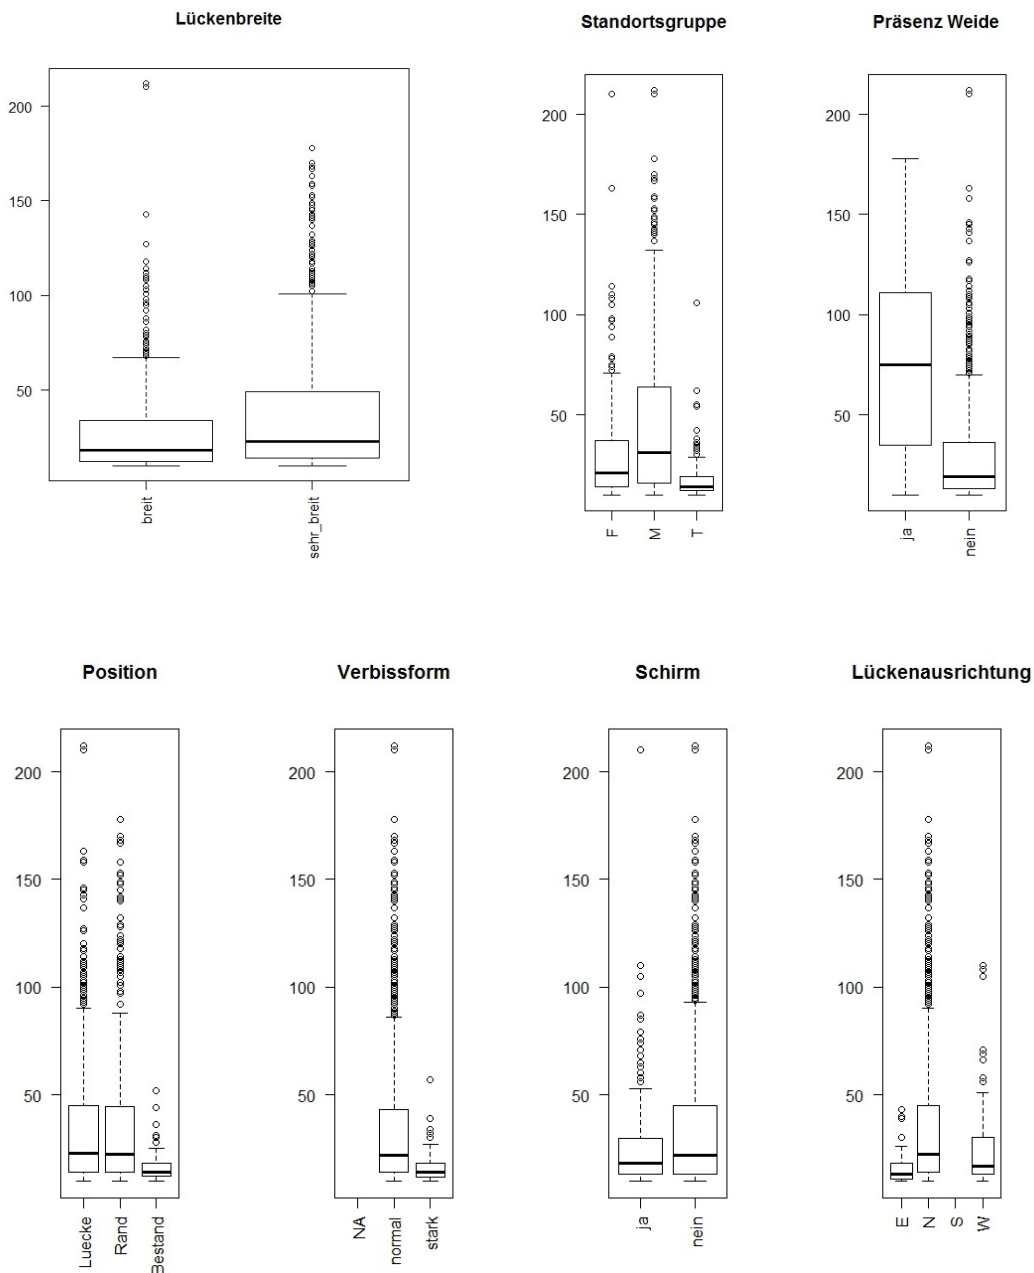 Lückenbreite
200
150
100
50
breit
sehr_breit
Standortsgruppe
200
150
100
50
F
M
T
Präsenz Weide
200
150
100
50
ja
nein
Position
200
150
100
50
Luecke
Rand
Bestand
Verbissform
200
150
100
50
NA
normal
stark
Schirm
200
150
100
50
ja
nein
Lückenausrichtung
200
150
100
50
E
N
S
W